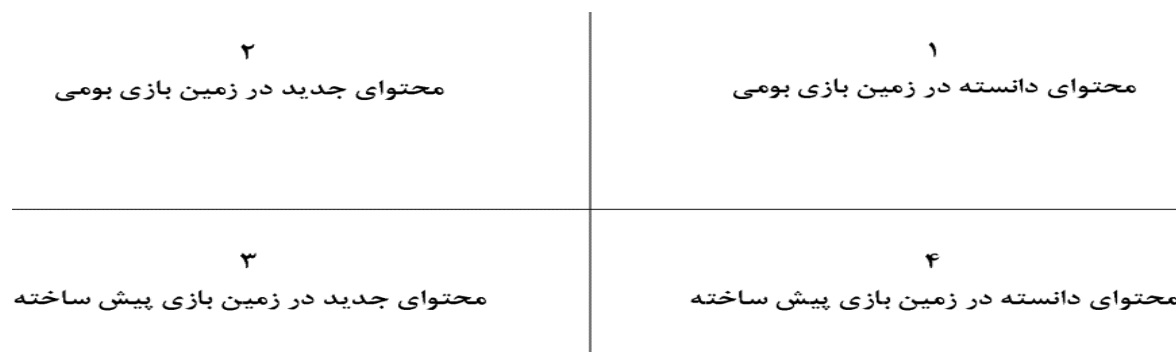 ۱
محتوای دانسته در زمین بازی بومی
۲
محتوای جدید در زمین بازی بومی
۳
محتوای جدید در زمین بازی پیش ساخته
۴
محتوای دانسته در زمین بازی پیش ساخته